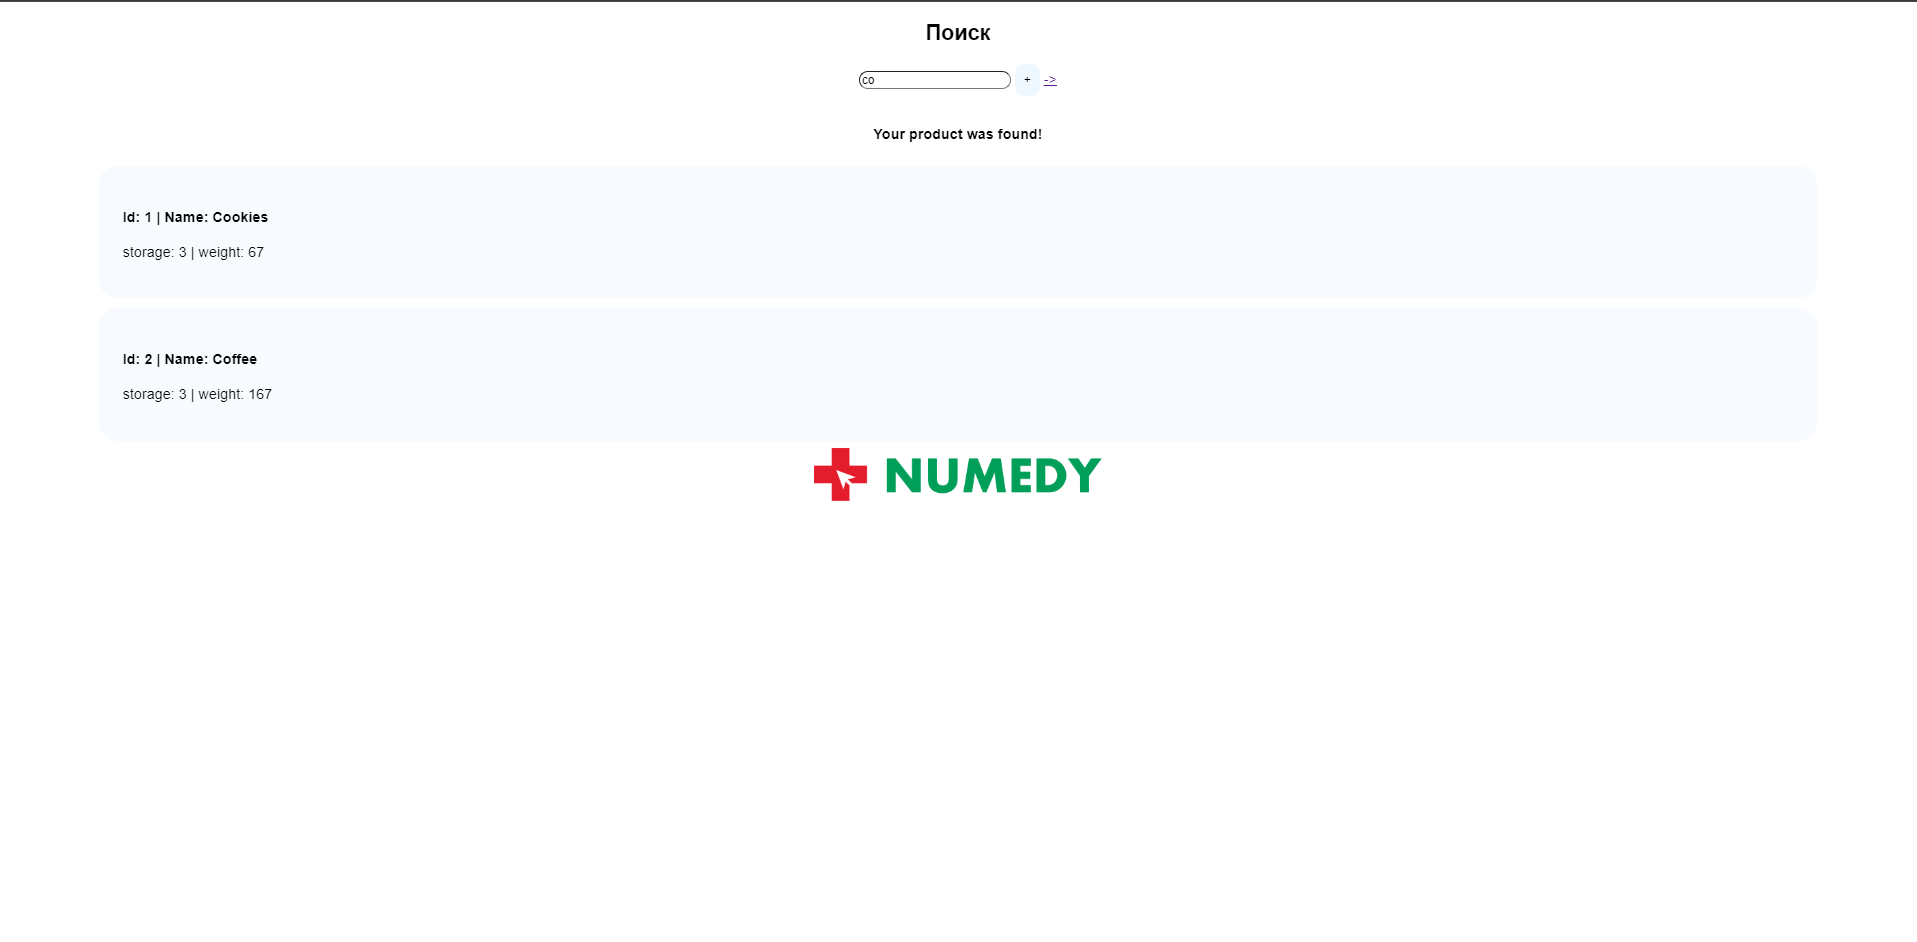 Поиск
co
+
->
Your product was found!
Id: 1 | Name: Cookies
storage: 3 | weight: 67
Id: 2 | Name: Coffee
storage: 3 | weight: 167
NUMEDY